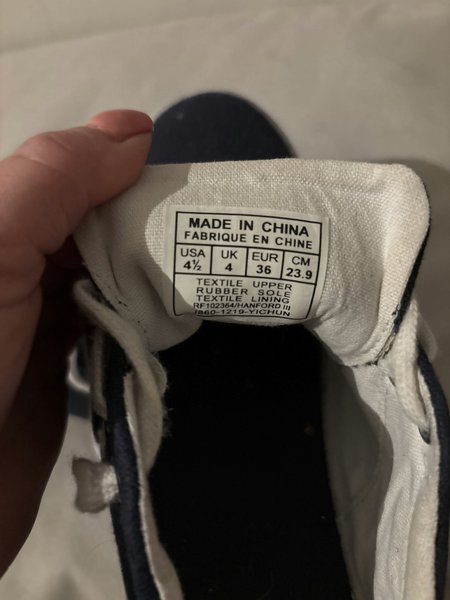 MADE IN CHINA
FABRIQUE EN CHINE
USA UK EUR CM
4½ 4 36 23.9
TEXTILE UPPER
RUBBER SOLE
TEXTILE LINING
RF102364/HANFORD III
I860-1219-YICHUN